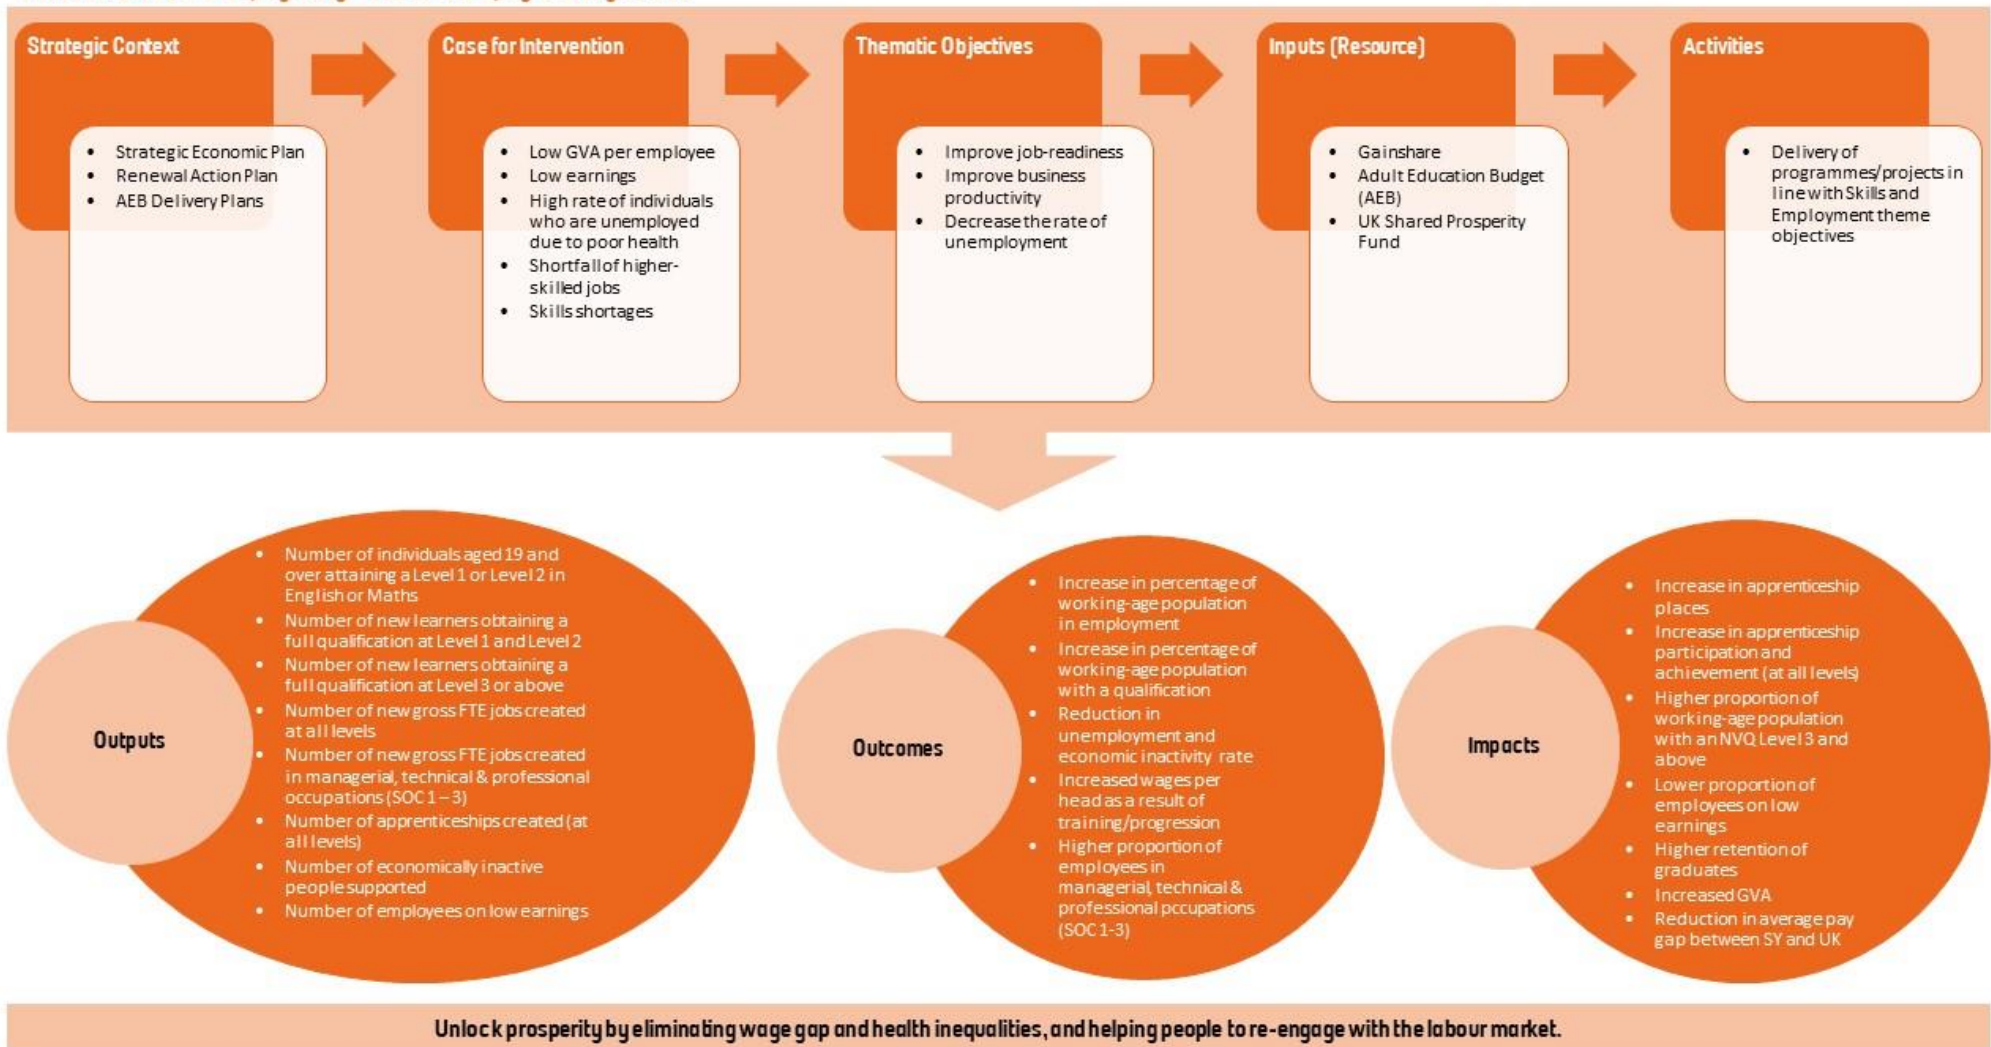 Strategic Context
• Strategic Economic Plan
• Renewal Action Plan
• AEB Delivery Plans
Case for Intervention
• Low GVA per employee
• Low earnings
• High rate of individuals
who are unemployed
due to poor health
• Shortfall of higher-
skilled jobs
• Skills shortages
Thematic Objectives
• Improve job-readiness
• Improve business
productivity
• Decrease the rate of
unemployment
Inputs (Resource)
• Gainshare
• Adult Education Budget
(AEB)
• UK Shared Prosperity
Fund
Activities
• Delivery of
programmes/projects in
line with Skills and
Employment theme
objectives
Outputs
• Number of individuals aged 19 and
over attaining a Level 1 or Level 2 in
English or Maths
• Number of new learners obtaining a
full qualification at Level 1 and Level 2
• Number of new learners obtaining a
full qualification at Level 3 or above
• Number of new gross FTE jobs created
at all levels
• Number of new gross FTE jobs created
in managerial, technical & professional
occupations (SOC 1 – 3)
• Number of apprenticeships created (at
all levels)
• Number of economically inactive
people supported
• Number of employees on low earnings
Outcomes
• Increase in percentage of
working-age population
in employment
• Increase in percentage of
working-age population
with a qualification
• Reduction in
unemployment and
economic inactivity rate
• Increased wages per
head as a result of
training/progression
• Higher proportion of
employees in
managerial, technical &
professional pccupations
(SOC 1-3)
Impacts
• Increase in apprenticeship
places
• Increase in apprenticeship
participation and
achievement (at all levels)
• Higher proportion of
working-age population
with an NVQ Level 3 and
above
• Lower proportion of
employees on low
earnings
• Higher retention of
graduates
• Increased GVA
• Reduction in average pay
gap between SY and UK
Unlock prosperity by eliminating wage gap and health inequalities, and helping people to re-engage with the labour market.